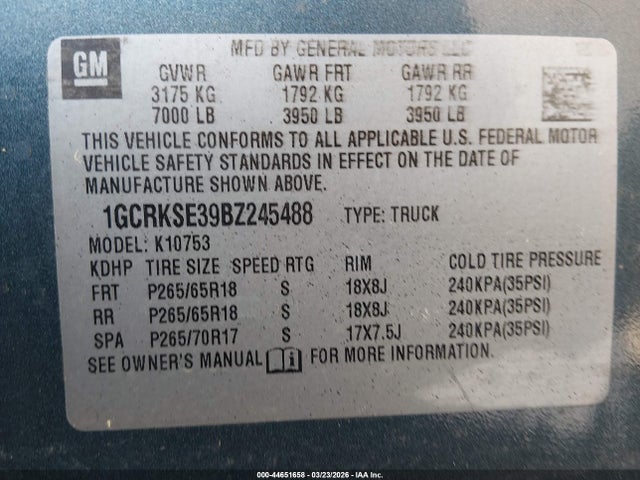 GM
MFD BY GENERAL MOTORS LLC
GVWR GAWR FRT GAWR RR
3175 KG 1792 KG 1792 KG
7000 LB 3950 LB 3950 LB
THIS VEHICLE CONFORMS TO ALL APPLICABLE U.S. FEDERAL MOTOR
VEHICLE SAFETY STANDARDS IN EFFECT ON THE DATE OF
MANUFACTURE SHOWN ABOVE.
1GCRKSE39BZ245488 TYPE: TRUCK
MODEL: K10753
KDHP TIRE SIZE SPEED RTG RIM COLD TIRE PRESSURE
FRT P265/65R18 S 18X8J 240KPA(35PSI)
RR P265/65R18 S 18X8J 240KPA(35PSI)
SPA P265/70R17 S 17X7.5J 240KPA(35PSI)
SEE OWNER'S MANUAL FOR MORE INFORMATION.
000-44651658 | 03/23/2026 | IAA Inc.